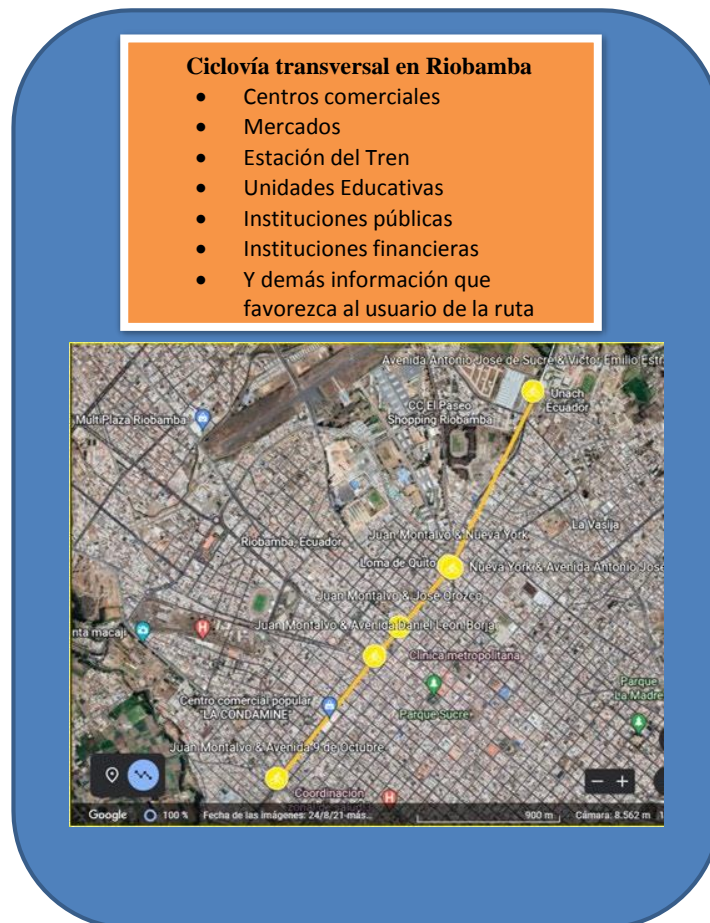 Ciclovía transversal en Riobamba
• Centros comerciales
• Mercados
• Estación del Tren
• Unidades Educativas
• Instituciones públicas
• Instituciones financieras
• Y demás información que
favorezca al usuario de la ruta
Avenida Antonio José de Sucre & Víctor Emilio Estr
Unach
Ecuador
CC El Paseo
Shopping Riobamba
MultiPlaza Riobamba
La Vasija
Juan Montalvo & Nueva York
Riobamba, Ecuador
Loma de Quito
Nueva York & Avenida Antonio José
Juan Montalvo & José Orozco
Juan Montalvo & Avenida Daniel León Borja
nta macají
H
Clínica metropolitana
Parque
La Madre
Centro comercial popular
"LA CONDAMINE"
Parque Sucre
Juan Montalvo & Avenida 9 de Octubre
Coordinación
H
Google
100 %
Fecha de las imágenes: 24/8/21-más...
900 m
Cámara: 8.562 m